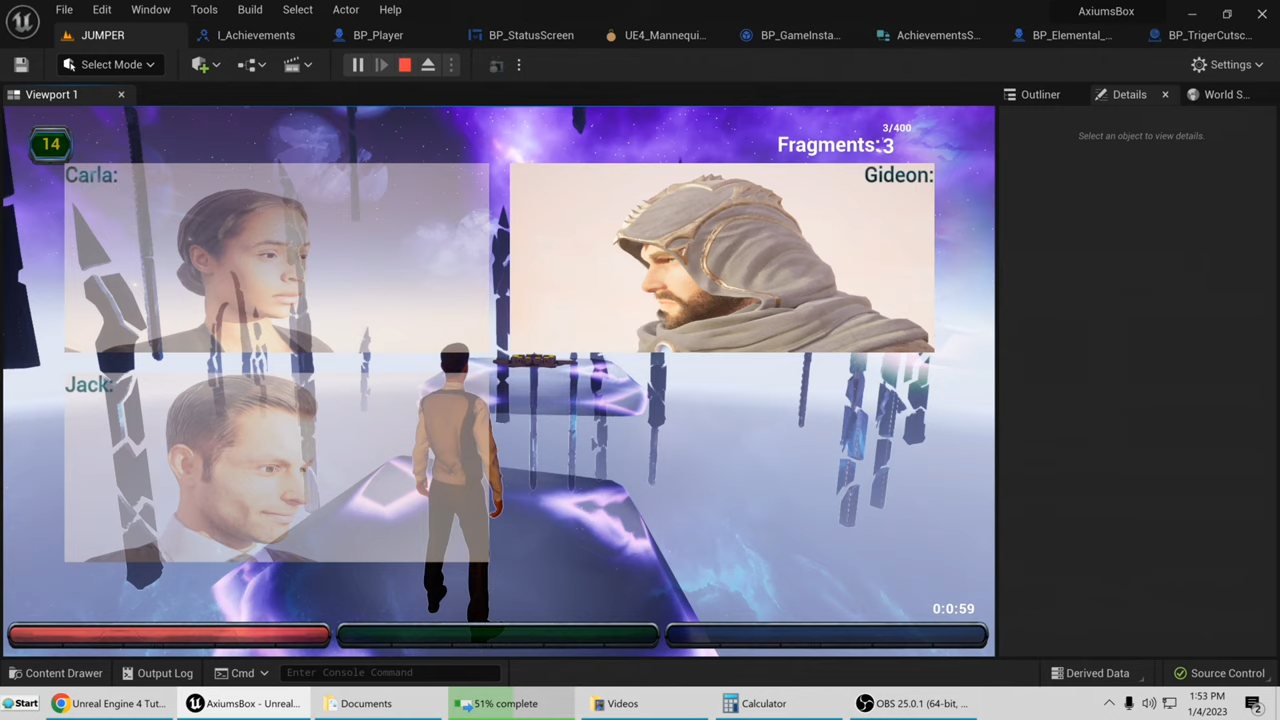 File Edit Window Tools Build Select Actor Help
AxiumsBox
JUMPER
I_Achievements
BP_Player
BP_StatusScreen
UE4_Mannequi...
BP_GameInsta...
AchievementsS...
BP_Elemental_...
BP_TrigerCutsc...
Select Mode
Settings
Viewport 1
Outliner
Details
World S...
Select an object to view details.
14
3/400
Fragments: 3
Carla:
Gideon:
Jack:
0:0:59
Content Drawer
Output Log
Cmd
Enter Console Command
Derived Data
Source Control
Start
Unreal Engine 4 Tut...
AxiumsBox - Unreal...
Documents
51% complete
Videos
Calculator
OBS 25.0.1 (64-bit, ...
1:53 PM
1/4/2023
2